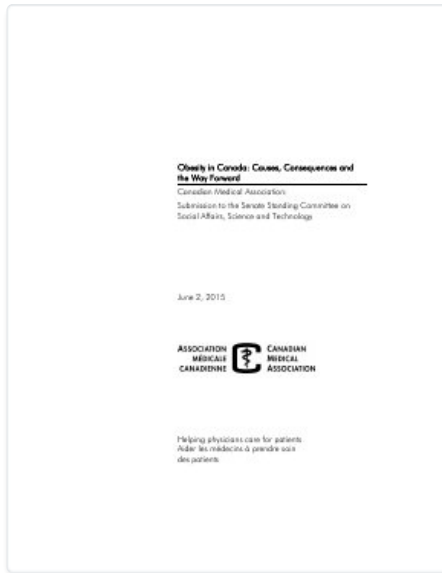 Obesity in Canada: Causes, Consequences and
the Way Forward
Canadian Medical Association
Submission to the Senate Standing Committee on
Social Affairs, Science and Technology
June 2, 2015
ASSOCIATION
MÉDICALE
CANADIENNE
CANADIAN
MEDICAL
ASSOCIATION
Helping physicians care for patients
Aider les médecins à prendre soin
des patients